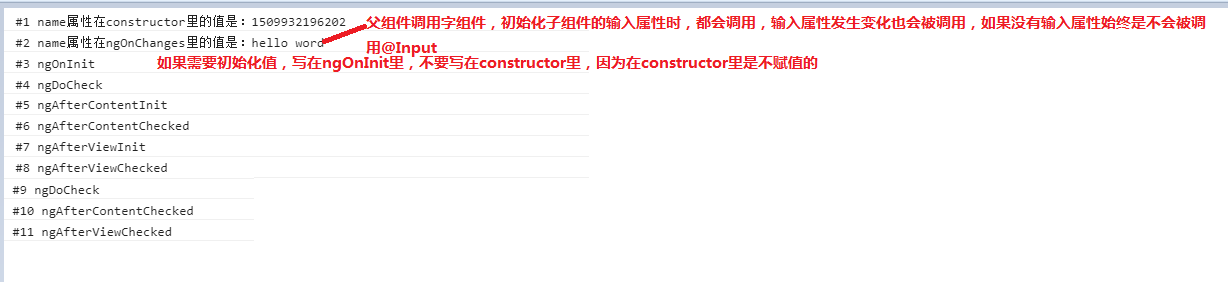 #1 name属性在constructor里的值是：1509932196202
父组件调用字组件，初始化子组件的输入属性时，都会调用，输入属性发生变化也会被调用，如果没有输入属性始终是不会被调
#2 name属性在ngOnChanges里的值是：hello word
用@Input
#3 ngOnInit
如果需要初始化值，写在ngOnInit里，不要写在constructor里，因为在constructor里是不赋值的
#4 ngDoCheck
#5 ngAfterContentInit
#6 ngAfterContentChecked
#7 ngAfterViewInit
#8 ngAfterViewChecked
#9 ngDoCheck
#10 ngAfterContentChecked
#11 ngAfterViewChecked